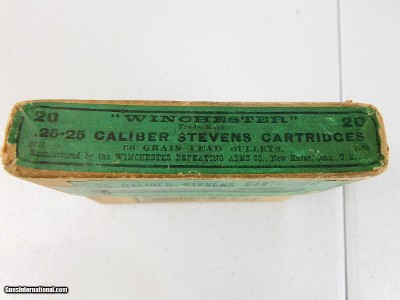 20 "WINCHESTER" 20
Trade Mark
.25-25 CALIBER STEVENS CARTRIDGES
86 GRAIN LEAD BULLETS.
Manufactured by the WINCHESTER REPEATING ARMS CO., New Haven, Conn. U.S.
CALIBER STEVENS CART
GunsInternational.com